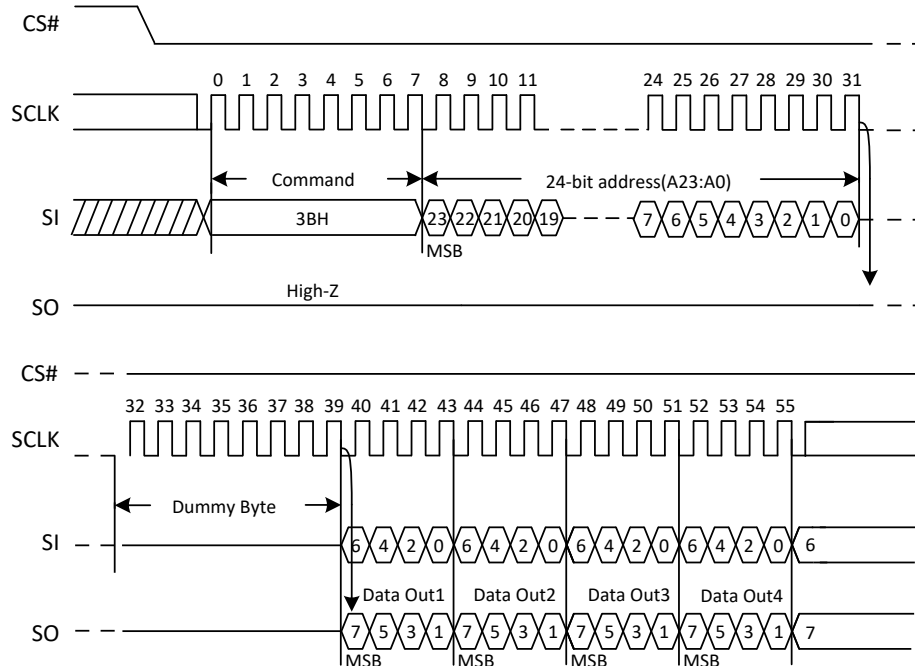 CS#
0 1 2 3 4 5 6 7 8 9 10 11 24 25 26 27 28 29 30 31
SCLK
Command 24-bit address(A23:A0)
SI 3BH 23 22 21 20 19 7 6 5 4 3 2 1 0
MSB
High-Z
SO
CS#
32 33 34 35 36 37 38 39 40 41 42 43 44 45 46 47 48 49 50 51 52 53 54 55
SCLK
Dummy Byte
SI 6 4 2 0 6 4 2 0 6 4 2 0 6 4 2 0 6
Data Out1 Data Out2 Data Out3 Data Out4
SO 7 5 3 1 7 5 3 1 7 5 3 1 7 5 3 1 7
MSB MSB MSB MSB